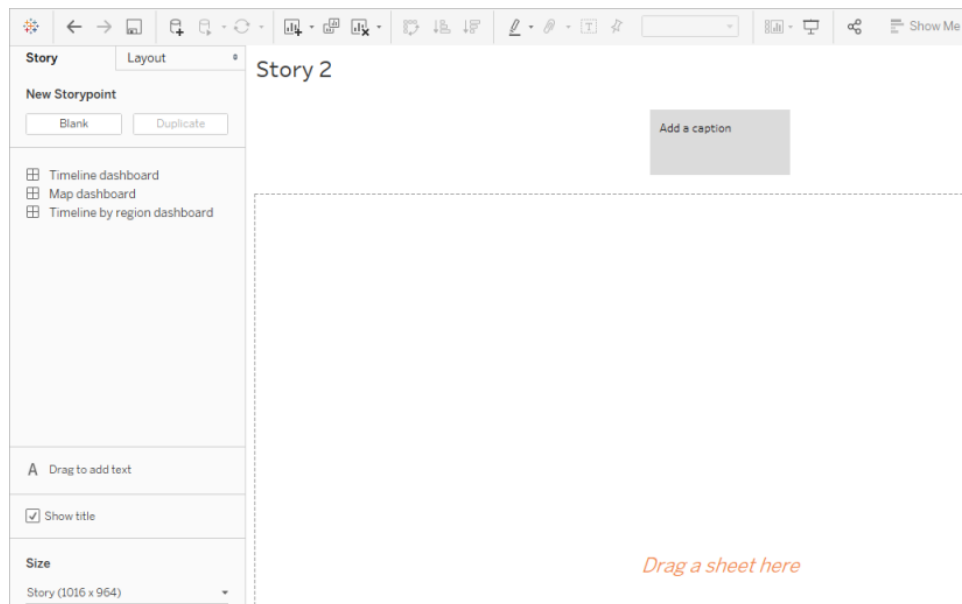 Show Me
Story
Layout
Story 2
New Storypoint
Blank
Duplicate
Add a caption
Timeline dashboard
Map dashboard
Timeline by region dashboard
A Drag to add text
Show title
Drag a sheet here
Size
Story (1016 x 964)